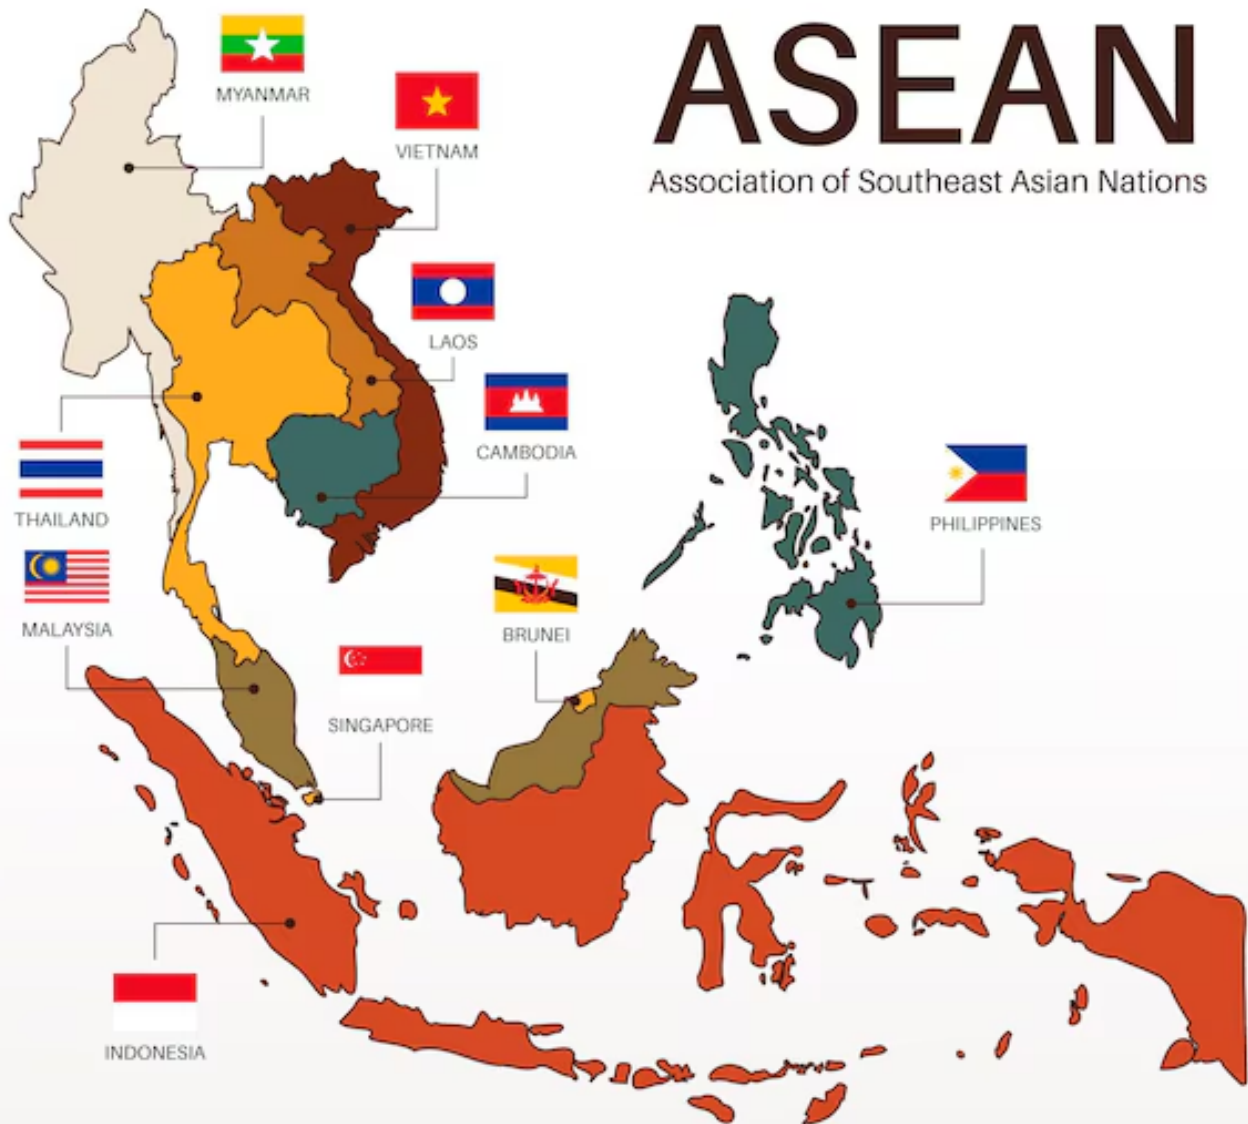 ASEAN
Association of Southeast Asian Nations
MYANMAR
VIETNAM
LAOS
CAMBODIA
THAILAND
PHILIPPINES
MALAYSIA
BRUNEI
SINGAPORE
INDONESIA